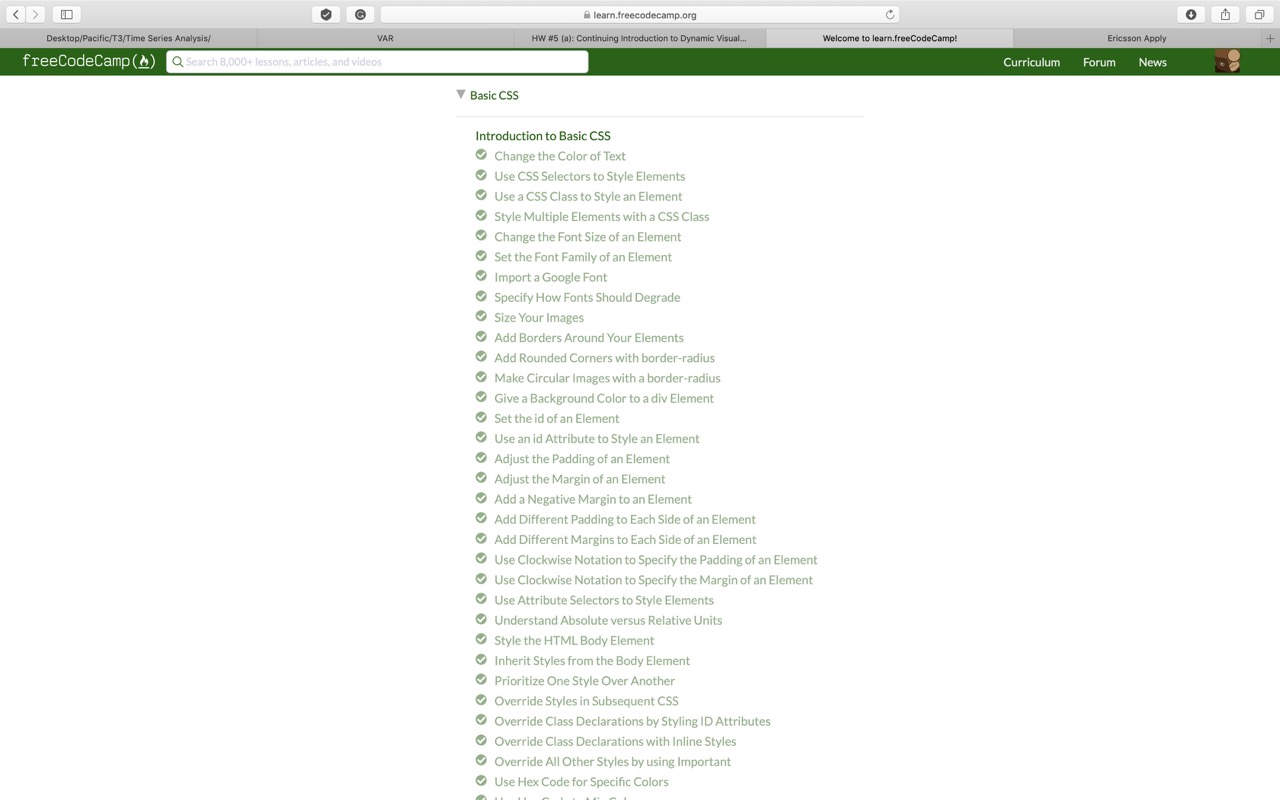 learn.freecodecamp.org
Desktop/Pacific/T3/Time Series Analysis/
VAR
HW #5 (a): Continuing Introduction to Dynamic Visual...
Welcome to learn.freeCodeCamp!
Ericsson Apply
freeCodeCamp
Search 8,000+ lessons, articles, and videos
Curriculum
Forum
News
Basic CSS
Introduction to Basic CSS
Change the Color of Text
Use CSS Selectors to Style Elements
Use a CSS Class to Style an Element
Style Multiple Elements with a CSS Class
Change the Font Size of an Element
Set the Font Family of an Element
Import a Google Font
Specify How Fonts Should Degrade
Size Your Images
Add Borders Around Your Elements
Add Rounded Corners with border-radius
Make Circular Images with a border-radius
Give a Background Color to a div Element
Set the id of an Element
Use an id Attribute to Style an Element
Adjust the Padding of an Element
Adjust the Margin of an Element
Add a Negative Margin to an Element
Add Different Padding to Each Side of an Element
Add Different Margins to Each Side of an Element
Use Clockwise Notation to Specify the Padding of an Element
Use Clockwise Notation to Specify the Margin of an Element
Use Attribute Selectors to Style Elements
Understand Absolute versus Relative Units
Style the HTML Body Element
Inherit Styles from the Body Element
Prioritize One Style Over Another
Override Styles in Subsequent CSS
Override Class Declarations by Styling ID Attributes
Override Class Declarations with Inline Styles
Override All Other Styles by using Important
Use Hex Code for Specific Colors